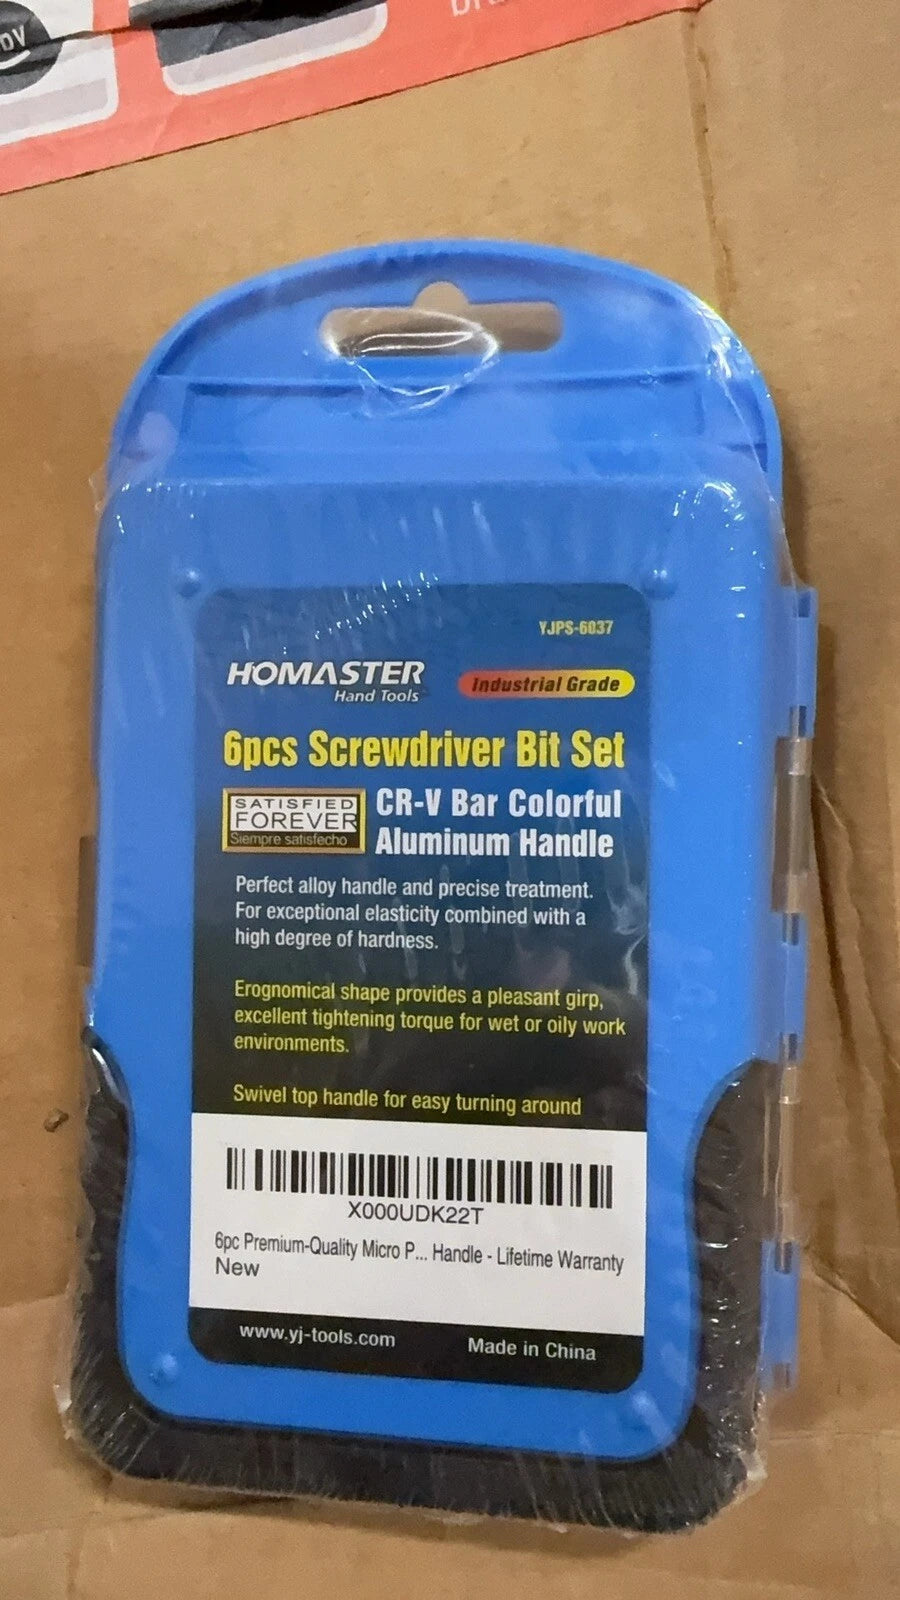 YJPS-6037
HOMASTER
Hand Tools
Industrial Grade
6pcs Screwdriver Bit Set
SATISFIED
FOREVER
Siempre satisfecho
CR-V Bar Colorful
Aluminum Handle
Perfect alloy handle and precise treatment.
For exceptional elasticity combined with a
high degree of hardness.
Erognomical shape provides a pleasant girp,
excellent tightening torque for wet or oily work
environments.
Swivel top handle for easy turning around
X000UDK22T
6pc Premium-Quality Micro P... Handle - Lifetime Warranty
New
www.yj-tools.com
Made in China